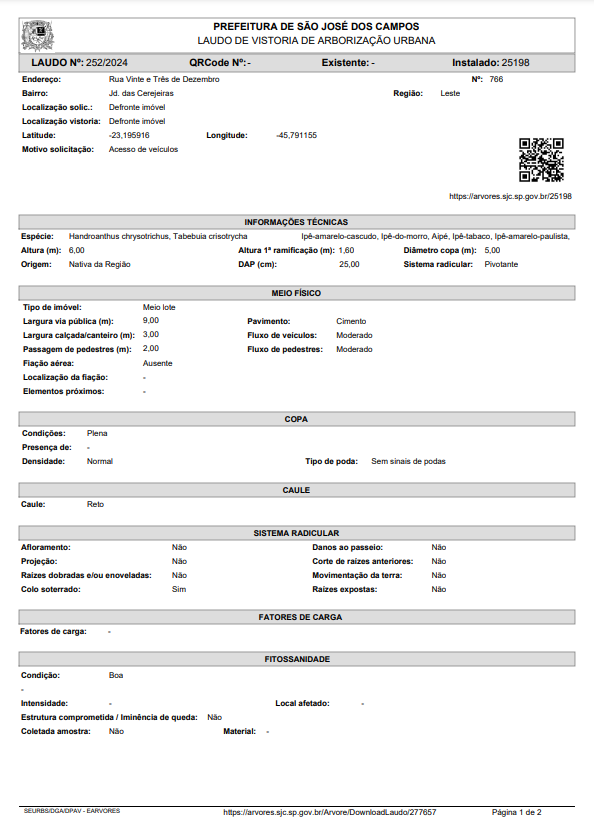 PREFEITURA DE SÃO JOSÉ DOS CAMPOS
LAUDO DE VISTORIA DE ARBORIZAÇÃO URBANA
LAUDO Nº: 252/2024 QRCode Nº: - Existente: - Instalado: 25198
Endereço: Rua Vinte e Três de Dezembro Nº: 766
Bairro: Jd. das Cerejeiras Região: Leste
Localização solic.: Defronte imóvel
Localização vistoria: Defronte imóvel
Latitude: -23,195916 Longitude: -45,791155
Motivo solicitação: Acesso de veículos
https://arvores.sjc.sp.gov.br/25198
INFORMAÇÕES TÉCNICAS
Espécie: Handroanthus chrysotrichus, Tabebuia crisotrycha Ipê-amarelo-cascudo, Ipê-do-morro, Aipé, Ipê-tabaco, Ipê-amarelo-paulista,
Altura (m): 6,00 Altura 1ª ramificação (m): 1,60 Diâmetro copa (m): 5,00
Origem: Nativa da Região DAP (cm): 25,00 Sistema radicular: Pivotante
MEIO FÍSICO
Tipo de imóvel: Meio lote
Largura via pública (m): 9,00 Pavimento: Cimento
Largura calçada/canteiro (m): 3,00 Fluxo de veículos: Moderado
Passagem de pedestres (m): 2,00 Fluxo de pedestres: Moderado
Fiação aérea: Ausente
Localização da fiação: -
Elementos próximos: -
COPA
Condições: Plena
Presença de: -
Densidade: Normal Tipo de poda: Sem sinais de podas
CAULE
Caule: Reto
SISTEMA RADICULAR
Afloramento: Não Danos ao passeio: Não
Projeção: Não Corte de raízes anteriores: Não
Raízes dobradas e/ou enoveladas: Não Movimentação da terra: Não
Colo soterrado: Sim Raízes expostas: Não
FATORES DE CARGA
Fatores de carga: -
FITOSSANIDADE
Condição: Boa
-
Intensidade: - Local afetado: -
Estrutura comprometida / Iminência de queda: Não
Coletada amostra: Não Material: -
SEURBS/DGA/DPAV - EARVORES https://arvores.sjc.sp.gov.br/Arvore/DownloadLaudo/277657 Página 1 de 2